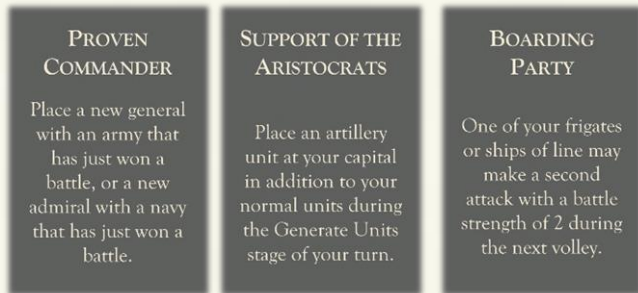 PROVEN
COMMANDER
Place a new general
with an army that
has just won a
battle, or a new
admiral with a navy
that has just won a
battle.
SUPPORT OF THE
ARISTOCRATS
Place an artillery
unit at your capital
in addition to your
normal units during
the Generate Units
stage of your turn.
BOARDING
PARTY
One of your frigates
or ships of line may
make a second
attack with a battle
strength of 2 during
the next volley.